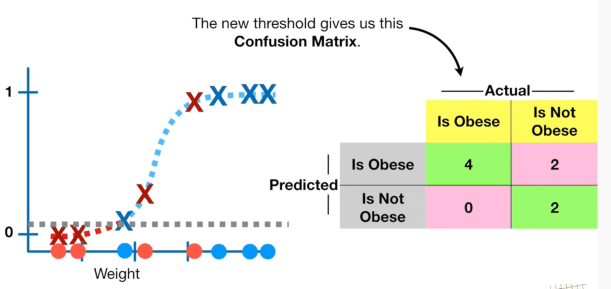 The new threshold gives us this
Confusion Matrix.
Actual
Is Obese
Is Not
Obese
Predicted
Is Obese
4
2
Is Not
Obese
0
2
1
0
X X X X X X X X
Weight